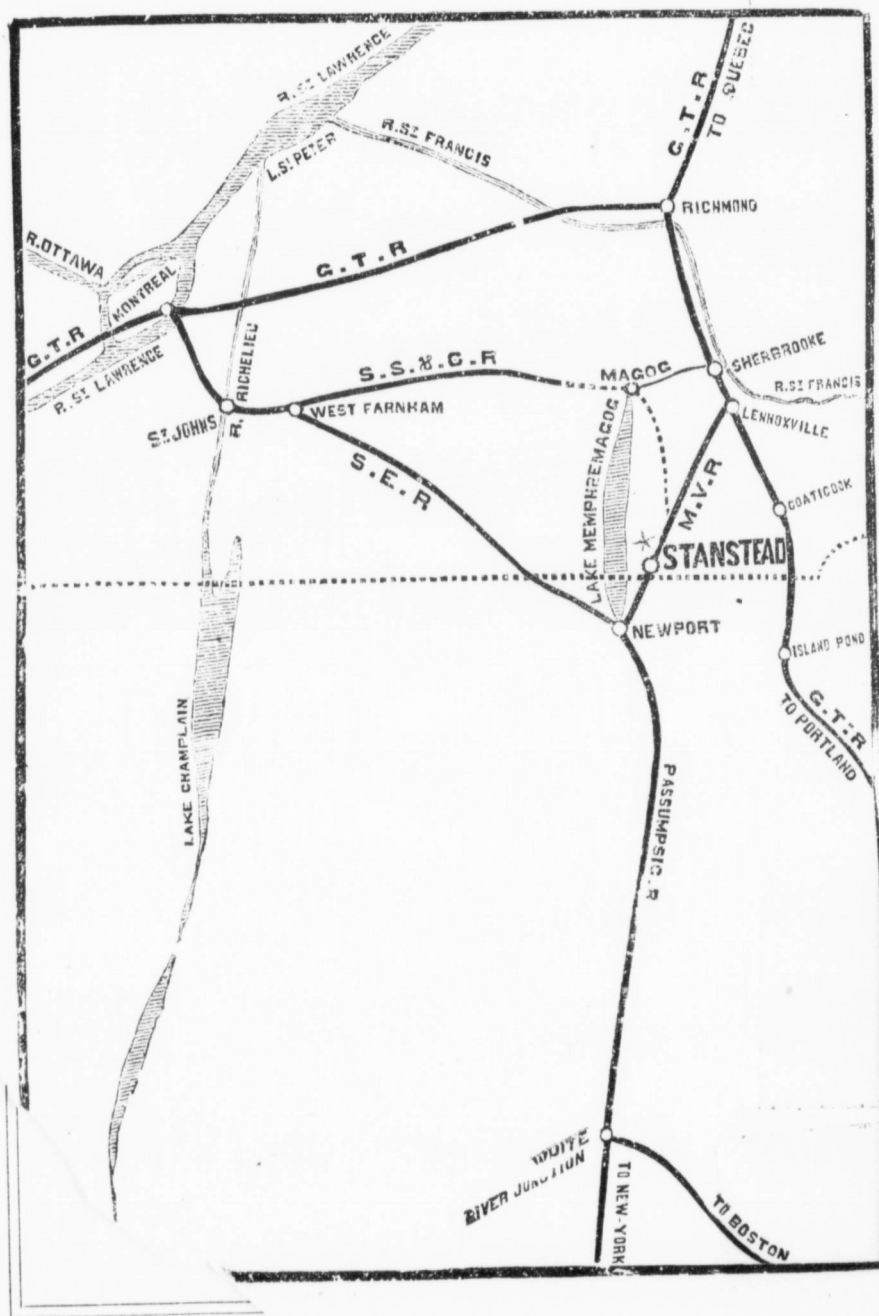 R. ST LAWRENCE
L. ST PETER
R. ST FRANCIS
G. T. R
TO QUEBEC
RICHMOND
R. OTTAWA
MONTREAL
G. T. R
G. T. R
R. ST LAWRENCE
R. RICHELIEU
ST JOHNS
WEST FARNHAM
S. S. & C. R
MAGOG
SHERBROOKE
R. ST FRANCIS
LENNOXVILLE
S. E. R
LAKE MEMPHREMAGOG
M. V. R
COATICOOK
STANSTEAD
NEWPORT
ISLAND POND
G. T. R
TO PORTLAND
LAKE CHAMPLAIN
PASSUMPSIC. R
WHITE
RIVER JUNCTION
TO NEW-YORK
TO BOSTON